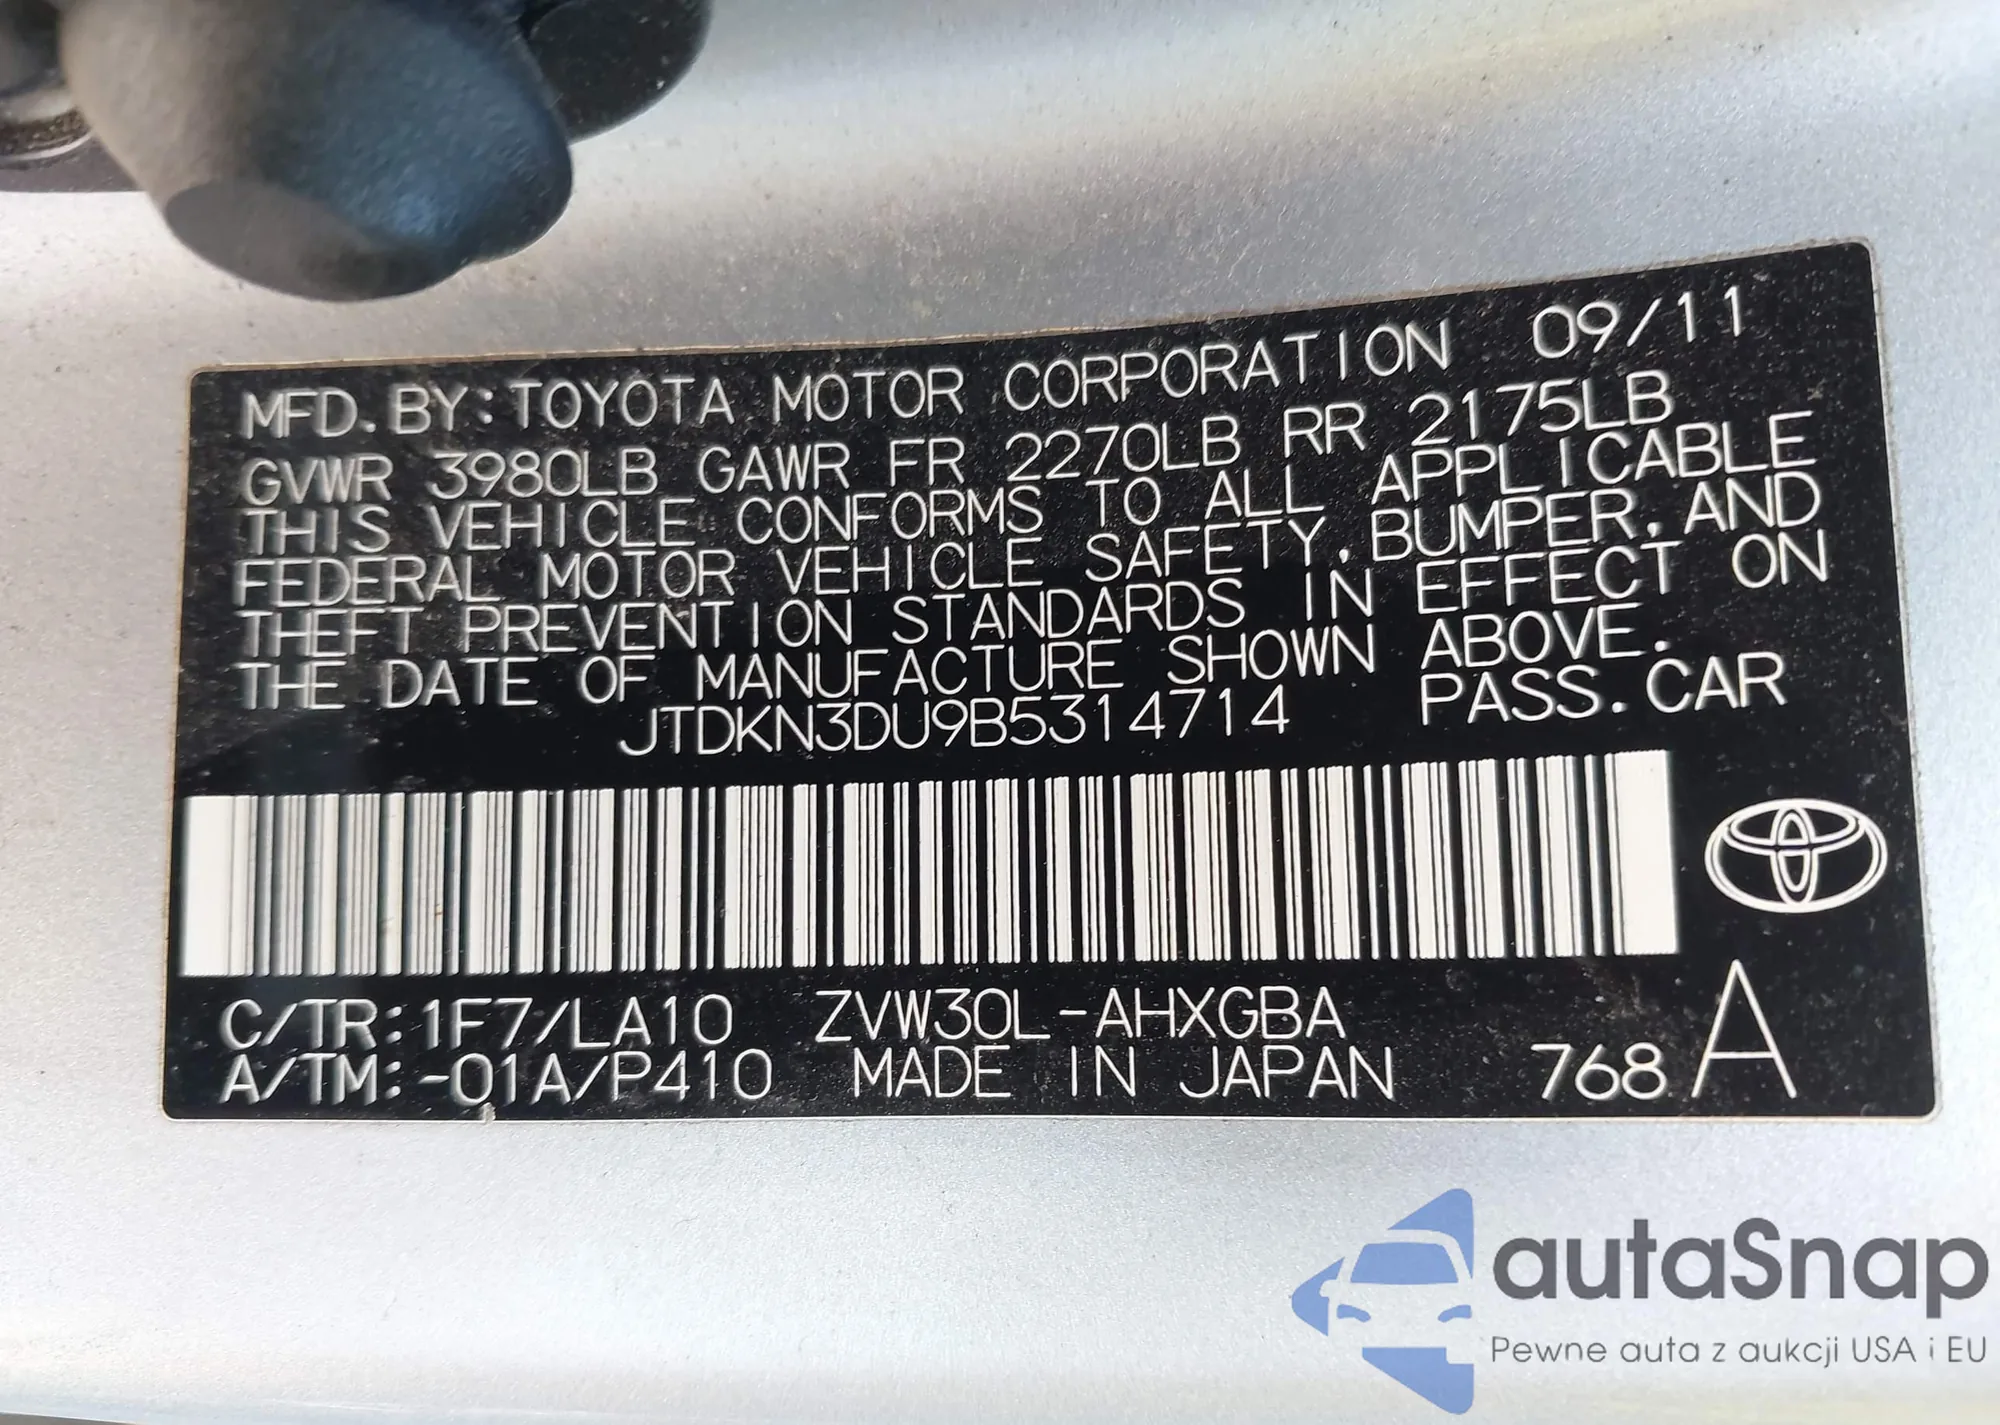 MFD. BY: TOYOTA MOTOR CORPORATION 09/11
GVWR 3980LB GAWR FR 2270LB RR 2175LB
THIS VEHICLE CONFORMS TO ALL APPLICABLE
FEDERAL MOTOR VEHICLE SAFETY, BUMPER, AND
THEFT PREVENTION STANDARDS IN EFFECT ON
THE DATE OF MANUFACTURE SHOWN ABOVE.
JTDKN3DU9B5314714 PASS. CAR
C/TR: 1F7/LA10 ZVW30L-AHXGBA
A/TM: -01A/P410 MADE IN JAPAN 768 A
autaSnap
Pewne auta z aukcji USA i EU